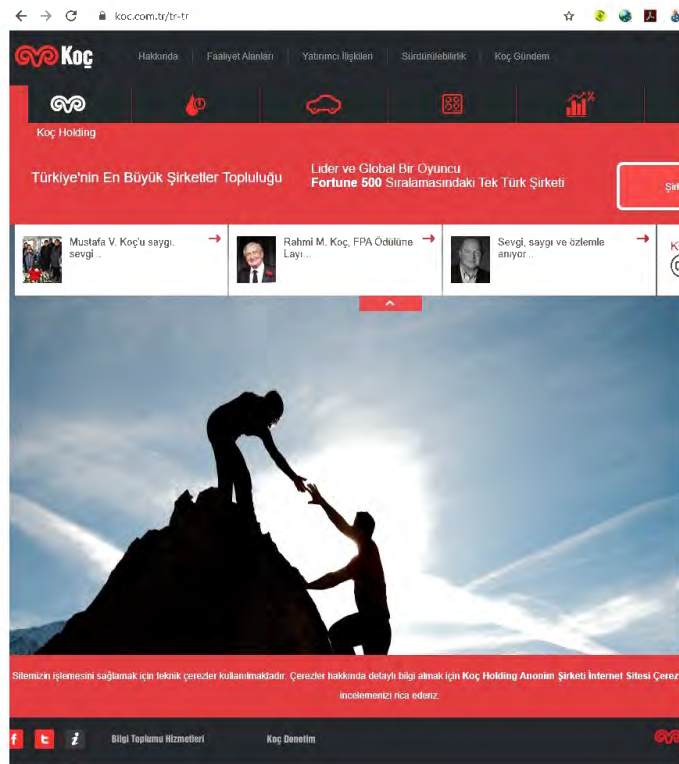 koc.com.tr/tr-tr
Koç
Hakkında Faaliyet Alanları Yatırımcı İlişkileri Sürdürülebilirlik Koç Gündem
%
Koç Holding
Türkiye'nin En Büyük Şirketler Topluluğu
Lider ve Global Bir Oyuncu
Fortune 500 Sıralamasındaki Tek Türk Şirketi
Mustafa V. Koç'u saygı,
sevgi...
Rahmi M. Koç, FPA Ödülüne
Layı...
Sevgi, saygı ve özlemle
anıyor...
Sitemizin işlemesini sağlamak için teknik çerezler kullanılmaktadır. Çerezler hakkında detaylı bilgi almak için Koç Holding Anonim Şirketi İnternet Sitesi Çerez
incelemenizi rica ederiz.
Bilgi Toplumu Hizmetleri Koç Denetim